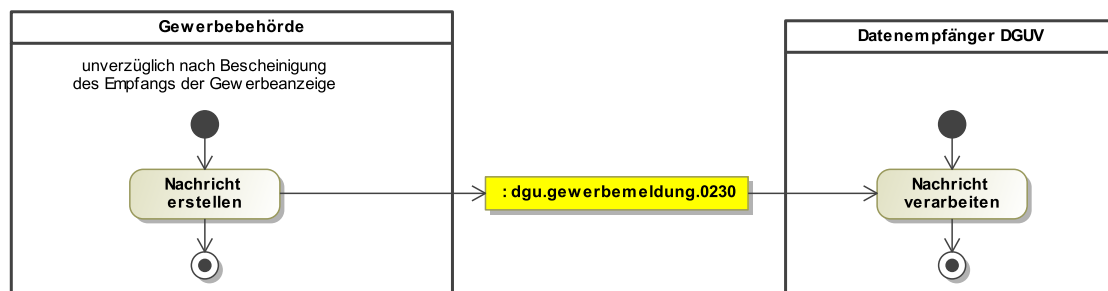 Gewerbebehörde
unverzüglich nach Bescheinigung
des Empfangs der Gewerbeanzeige
Nachricht
erstellen
: dgu.gewerbemeldung.0230
Datenempfänger DGUV
Nachricht
verarbeiten